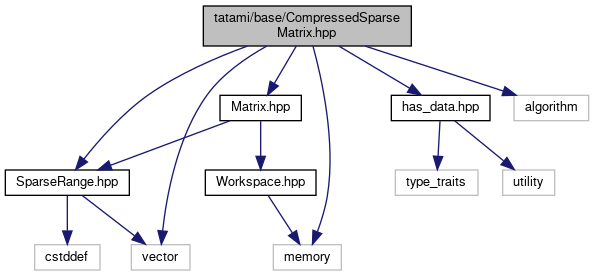 tatami/base/CompressedSparse
Matrix.hpp
Matrix.hpp
has_data.hpp
algorithm
SparseRange.hpp
Workspace.hpp
type_traits
utility
cstddef
vector
memory